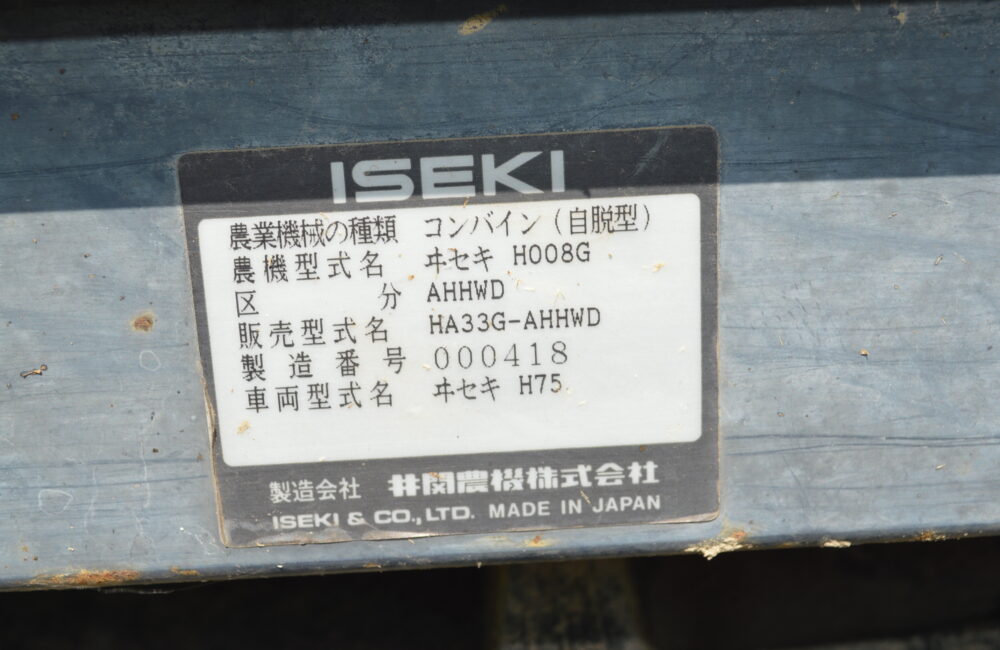 ISEKI
農業機械の種類 コンバイン(自脱型)
農機型式名 ヰセキ H008G
区分 AHHWD
販売型式名 HA33G-AHHWD
製造番号 000418
車両型式名 ヰセキ H75
製造会社 井関農機株式会社
ISEKI & CO., LTD. MADE IN JAPAN